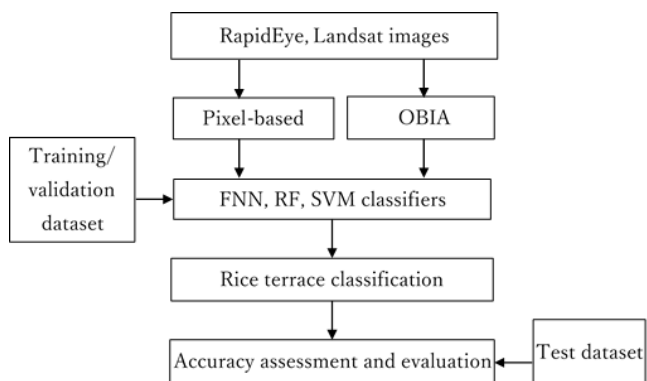 RapidEye, Landsat images
Pixel-based
OBIA
Training/
validation
dataset
FNN, RF, SVM classifiers
Rice terrace classification
Accuracy assessment and evaluation
Test dataset